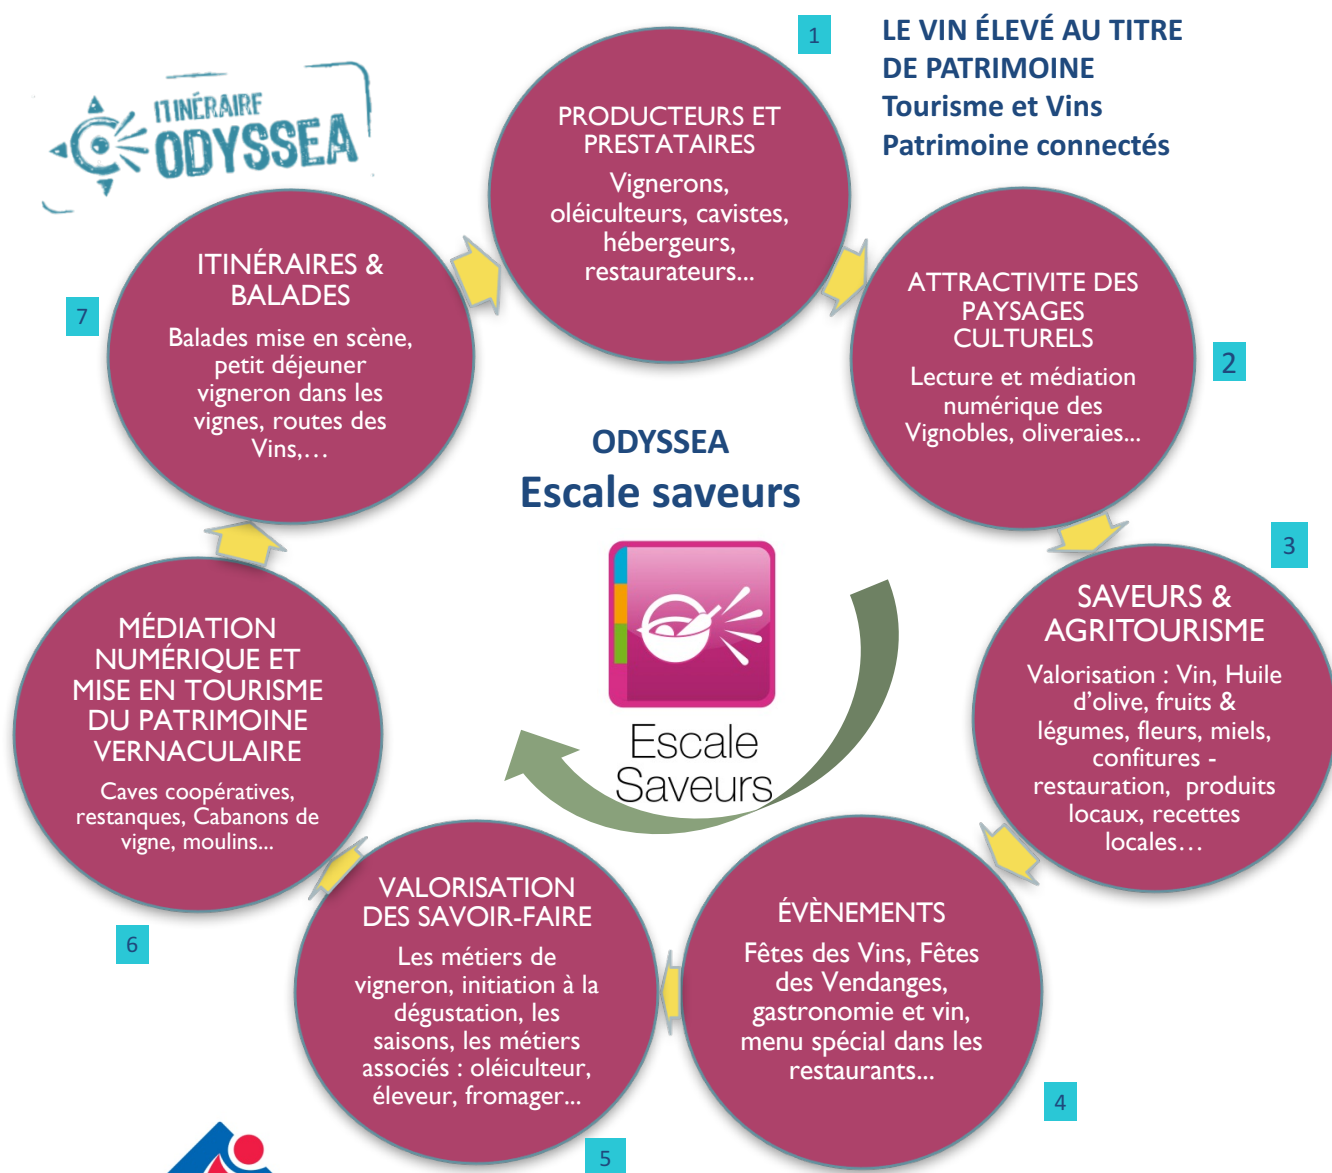 ITINÉRAIRE
ODYSSEA
LE VIN ÉLEVÉ AU TITRE
DE PATRIMOINE
Tourisme et Vins
Patrimoine connectés
1
PRODUCTEURS ET
PRESTATAIRES
Vignerons,
oléiculteurs, cavistes,
hébergeurs,
restaurateurs...
2
ATTRACTIVITE DES
PAYSAGES
CULTURELS
Lecture et médiation
numérique des
Vignobles, oliveraies...
3
SAVEURS &
AGRITOURISME
Valorisation : Vin, Huile
d'olive, fruits &
légumes, fleurs, miels,
confitures -
restauration, produits
locaux, recettes
locales…
4
ÉVÈNEMENTS
Fêtes des Vins, Fêtes
des Vendanges,
gastronomie et vin,
menu spécial dans les
restaurants...
5
VALORISATION
DES SAVOIR-FAIRE
Les métiers de
vigneron, initiation à la
dégustation, les
saisons, les métiers
associés : oléiculteur,
éleveur, fromager...
6
MÉDIATION
NUMÉRIQUE ET
MISE EN TOURISME
DU PATRIMOINE
VERNACULAIRE
Caves coopératives,
restanques, Cabanons de
vigne, moulins...
7
ITINÉRAIRES &
BALADES
Balades mise en scène,
petit déjeuner
vigneron dans les
vignes, routes des
Vins,…
ODYSSEA
Escale saveurs
Escale
Saveurs